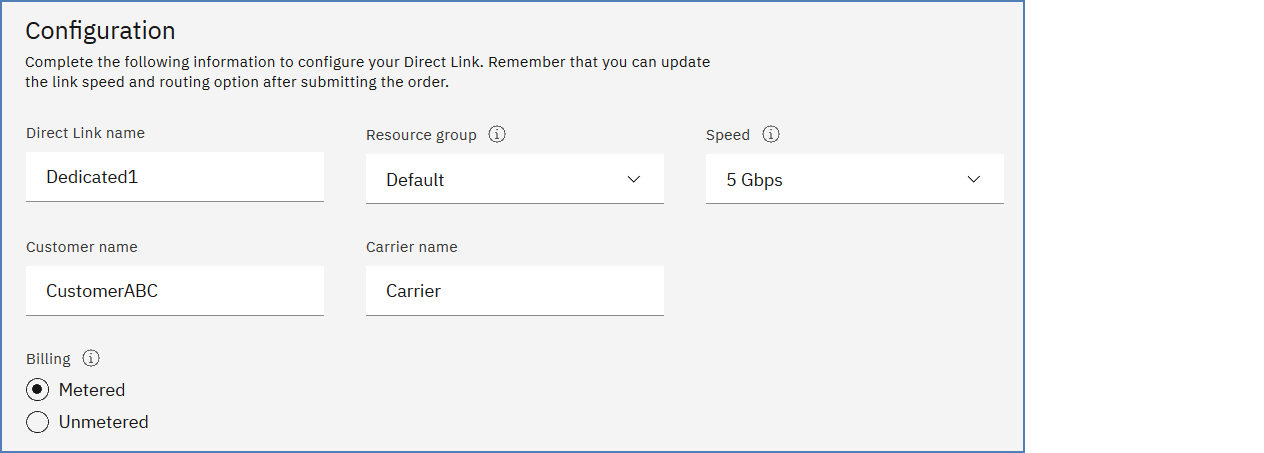 Configuration
Complete the following information to configure your Direct Link. Remember that you can update
the link speed and routing option after submitting the order.
Direct Link name
Resource group
Speed
Dedicated1
Default
5 Gbps
Customer name
Carrier name
CustomerABC
Carrier
Billing
Metered
Unmetered